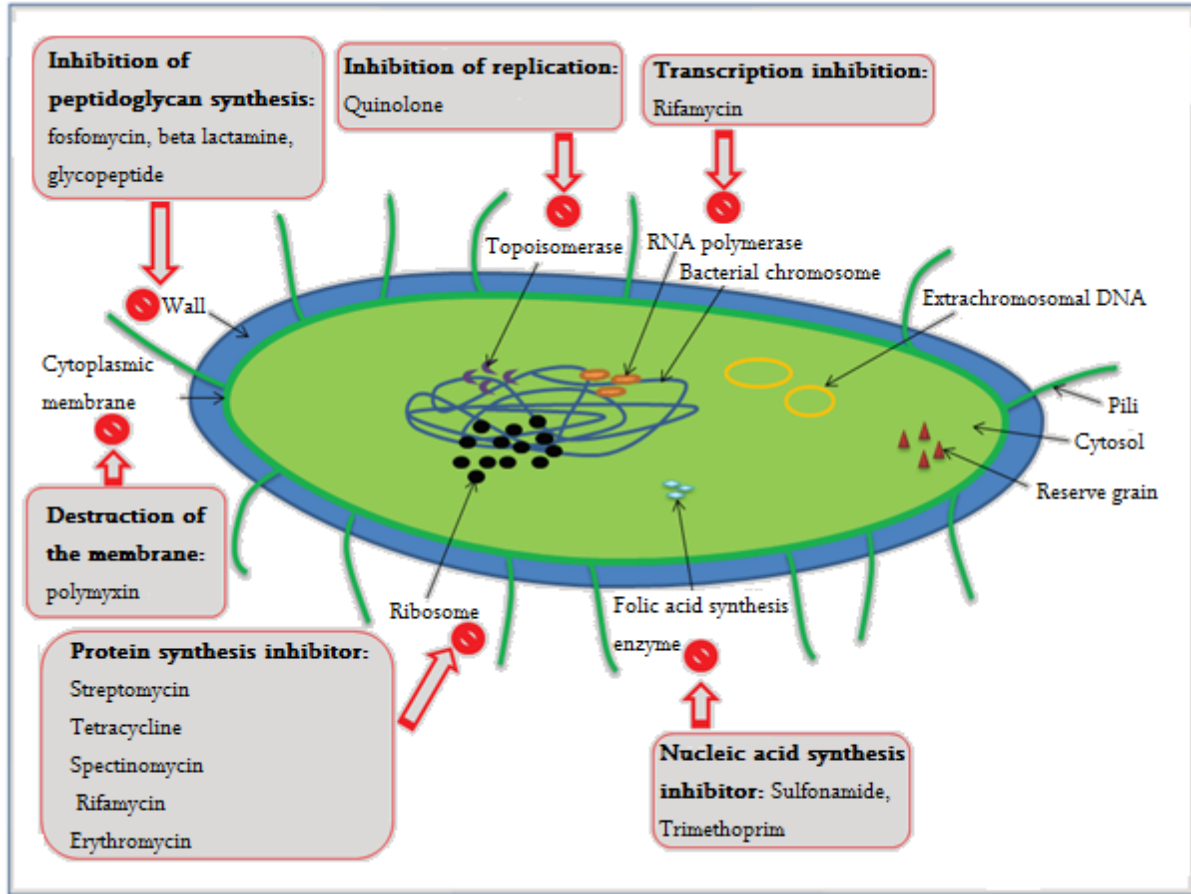 Inhibition of
peptidoglycan synthesis:
fosfomycin, beta lactamine,
glycopeptide
Inhibition of replication:
Quinolone
Transcription inhibition:
Rifamycin
Topoisomerase
RNA polymerase
Bacterial chromosome
Extrachromosomal DNA
Wall
Cytoplasmic
membrane
Pili
Cytosol
Reserve grain
Destruction of
the membrane:
polymyxin
Ribosome
Folic acid synthesis
enzyme
Protein synthesis inhibitor:
Streptomycin
Tetracycline
Spectinomycin
Rifamycin
Erythromycin
Nucleic acid synthesis
inhibitor: Sulfonamide,
Trimethoprim